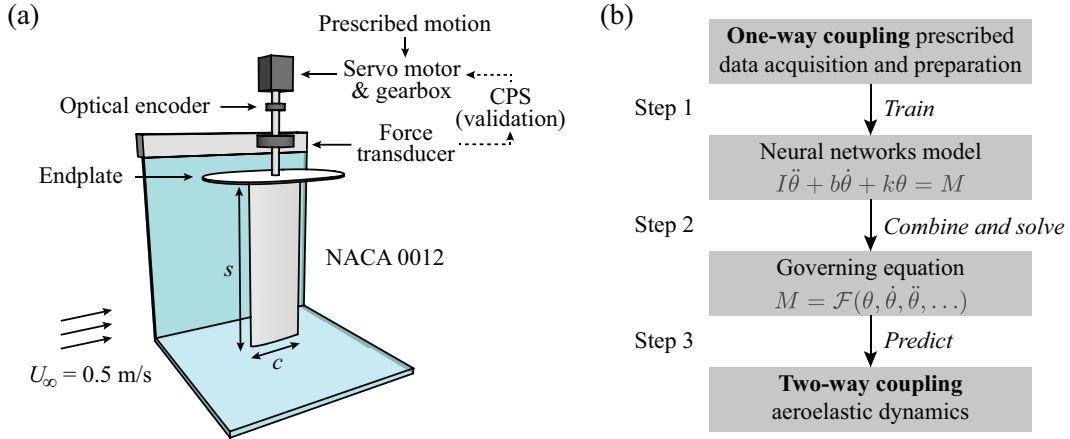 (a)
Prescribed motion
Servo motor
& gearbox
Optical encoder
CPS
(validation)
Force
transducer
Endplate
s
NACA 0012
c
U∞ = 0.5 m/s
(b)
One-way coupling prescribed
data acquisition and preparation
Step 1
Train
Neural networks model
Iθ̈ + bθ̇ + kθ = M
Step 2
Combine and solve
Governing equation
M = ℱ(θ, θ̇, θ̈, . . .)
Step 3
Predict
Two-way coupling
aeroelastic dynamics